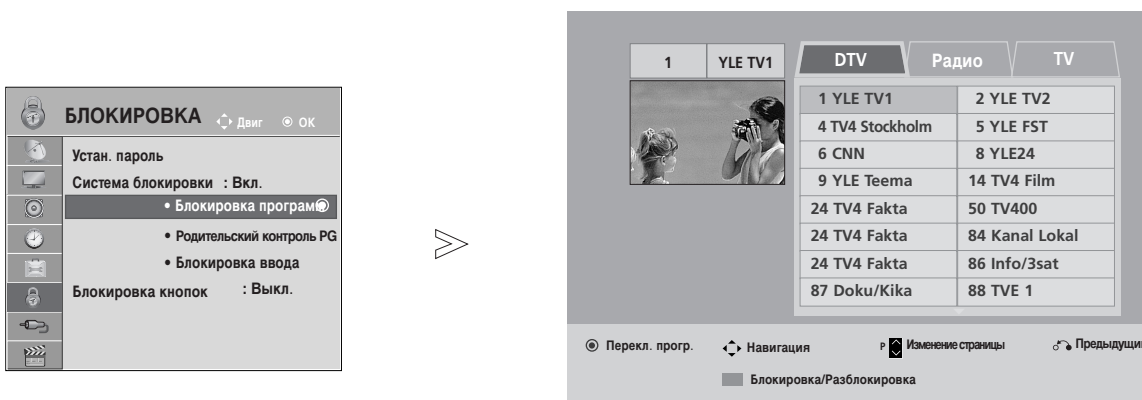 БЛОКИРОВКА Двиг OK
Устан. пароль
Система блокировки : Вкл.
• Блокировка програм
• Родительский контроль PG
• Блокировка ввода
Блокировка кнопок : Выкл.
1 YLE TV1
DTV Радио TV
1 YLE TV1 2 YLE TV2
4 TV4 Stockholm 5 YLE FST
6 CNN 8 YLE24
9 YLE Teema 14 TV4 Film
24 TV4 Fakta 50 TV400
24 TV4 Fakta 84 Kanal Lokal
24 TV4 Fakta 86 Info/3sat
87 Doku/Kika 88 TVE 1
Перекл. прогр. Навигация P Изменение страницы Предыдущий
Блокировка/Разблокировка